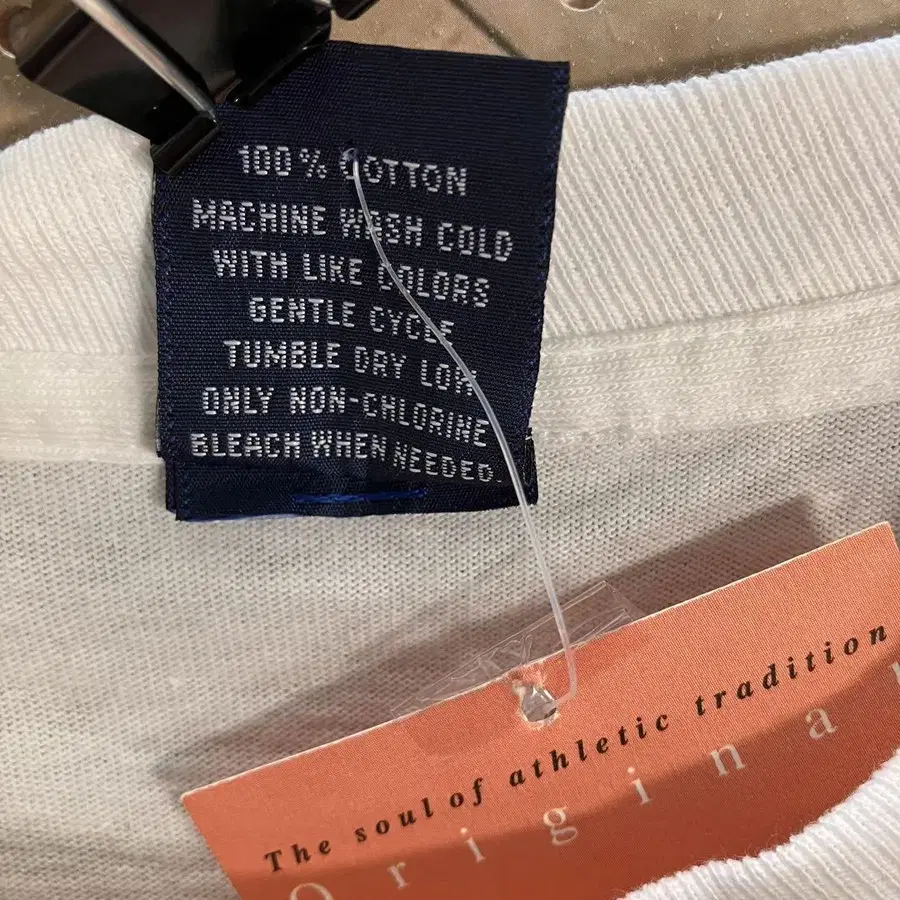 100% COTTON
MACHINE WASH COLD
WITH LIKE COLORS
GENTLE CYCLE
TUMBLE DRY LOW
ONLY NON-CHLORINE
BLEACH WHEN NEEDED.
The soul of athletic tradition
Original